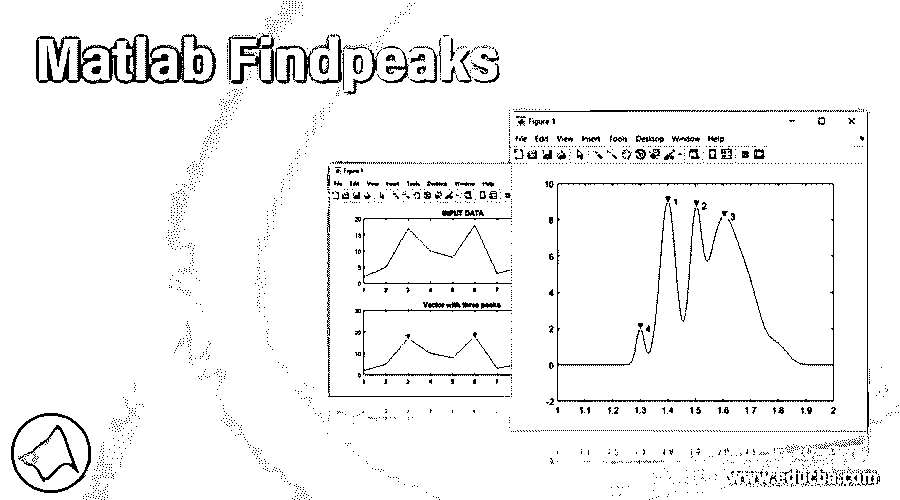 Matlab Findpeaks
Figure 1
File Edit View Insert Tools Desktop Window Help
INPUT DATA
20
15
10
5
0
1 2 3 4 5 6 7
Vector with three peaks
30
20
10
0
1 2 3 4 5 6 7
Figure 1
File Edit View Insert Tools Desktop Window Help
10
8
6
4
2
0
-2
1 2 3 4
1 1.1 1.2 1.3 1.4 1.5 1.6 1.7 1.8 1.9 2
www.educba.com